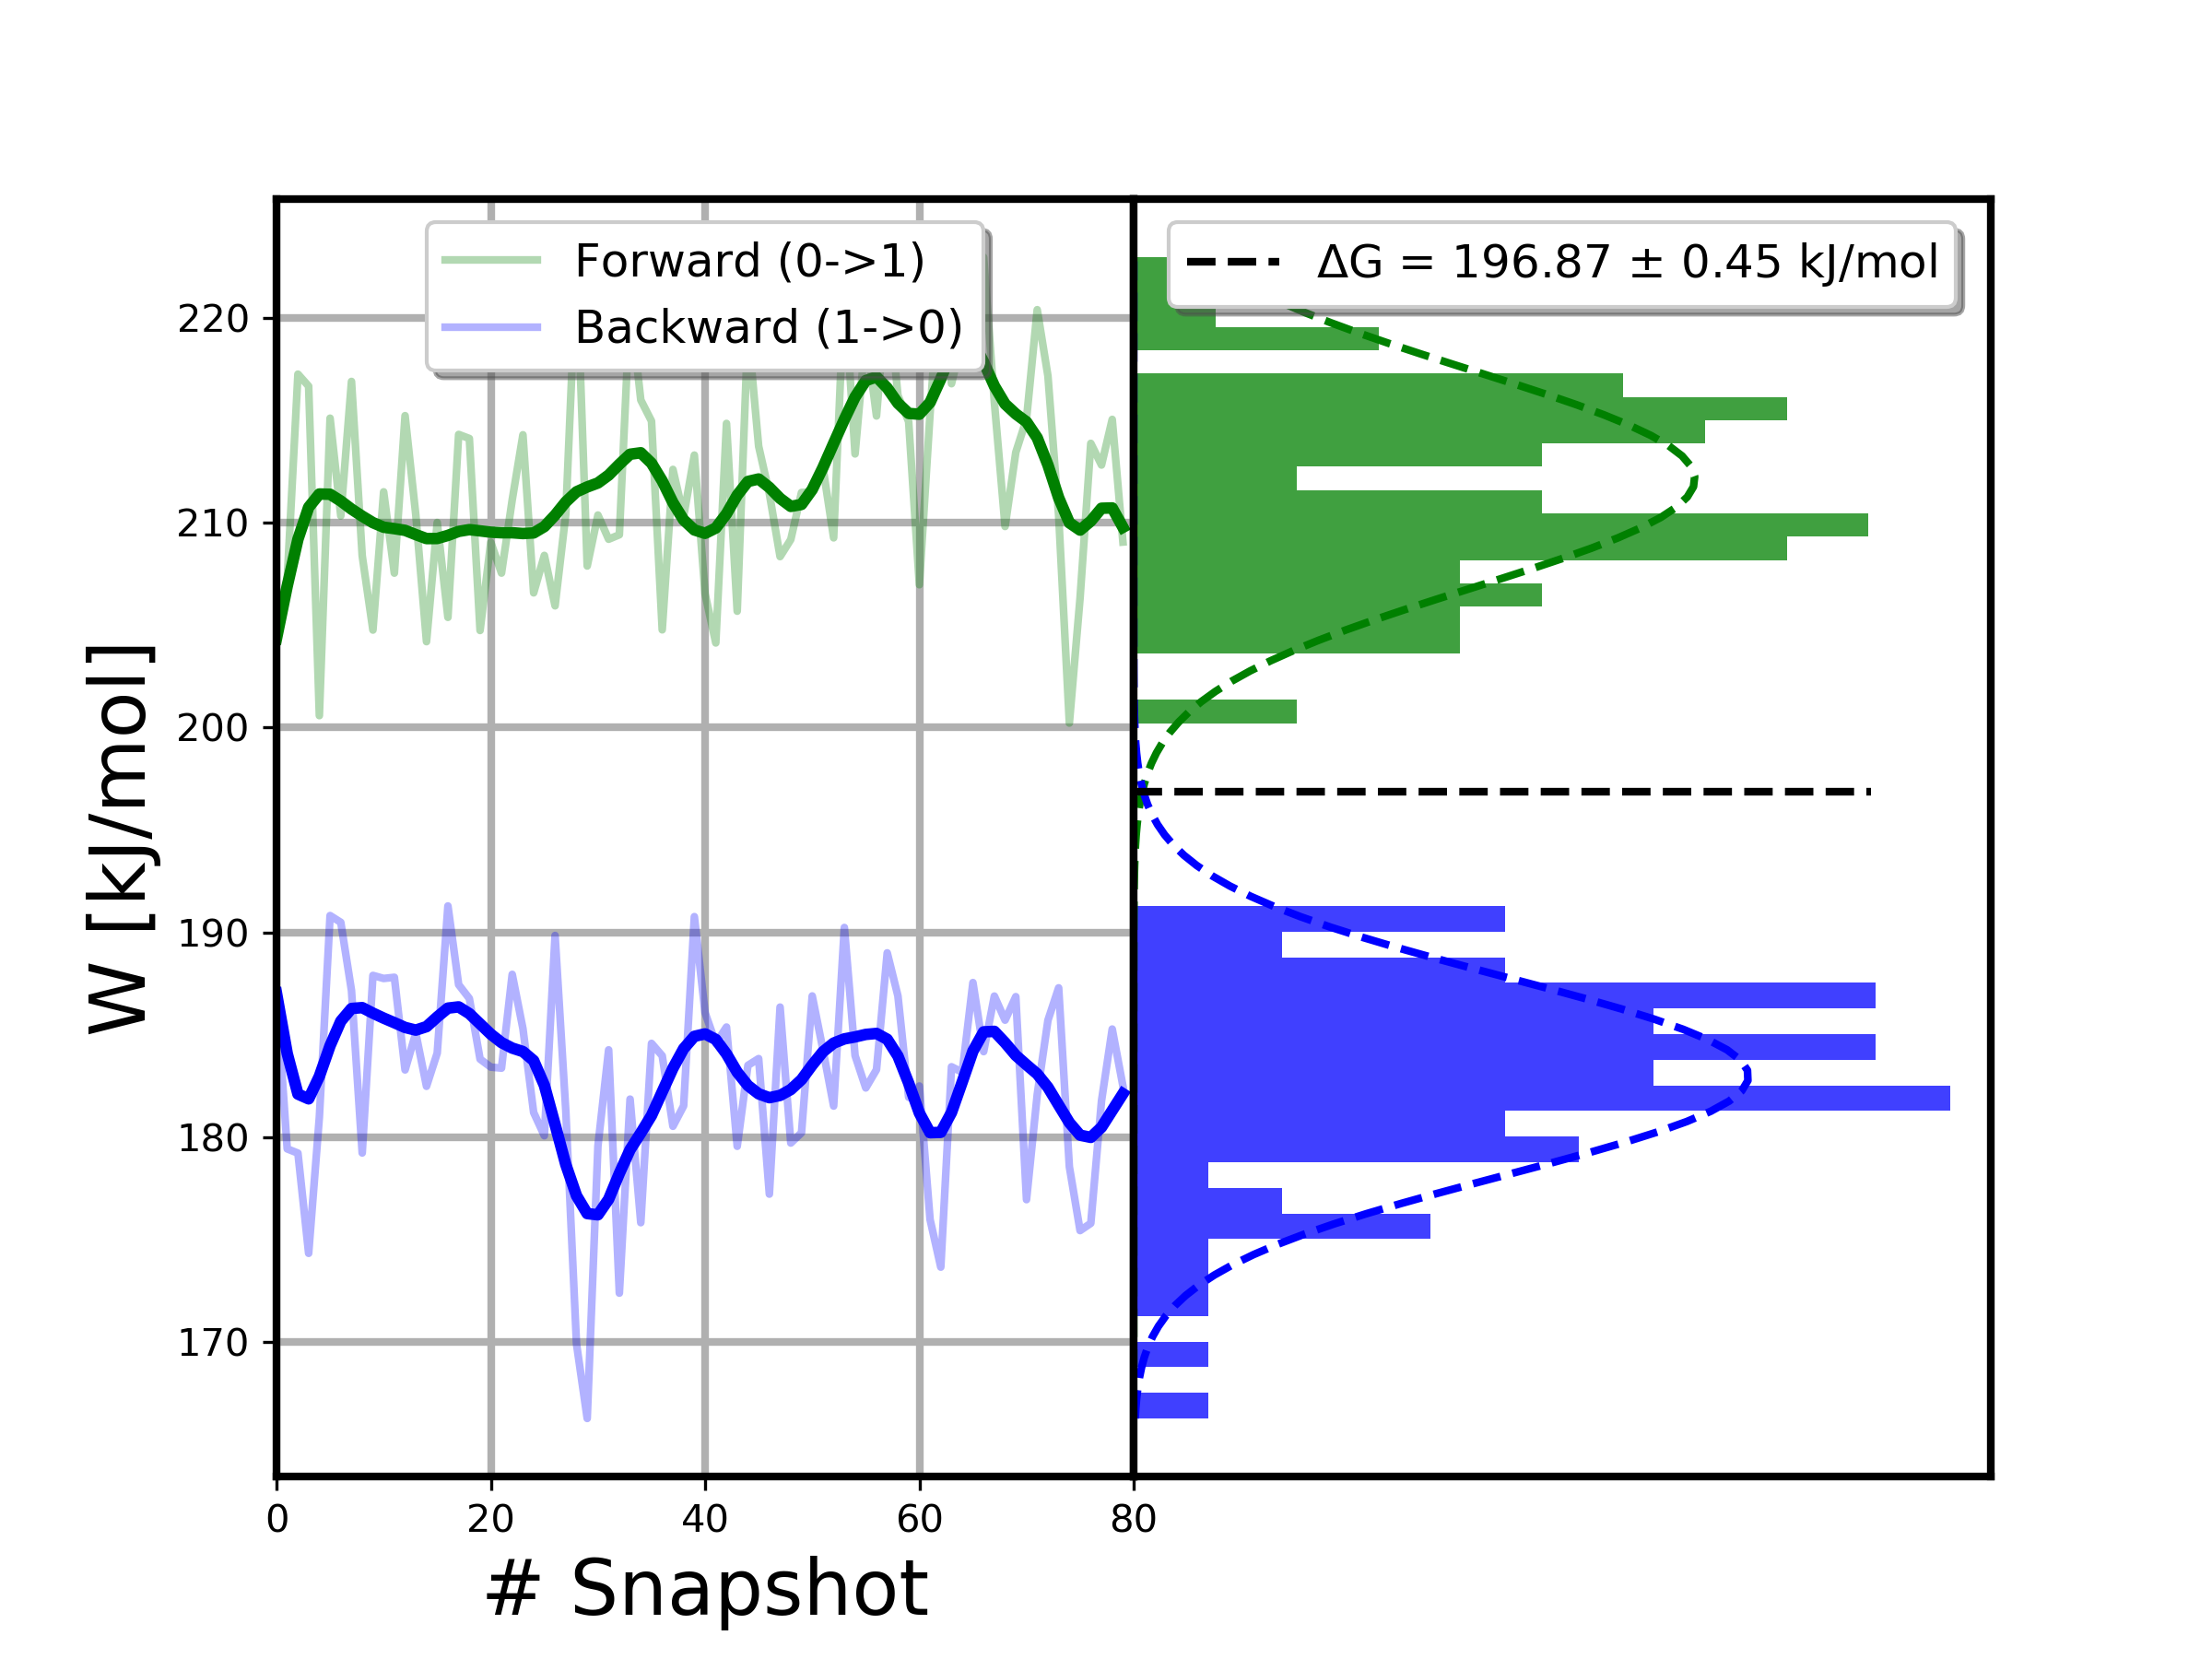 Forward (0->1)
Backward (1->0)
ΔG = 196.87 ± 0.45 kJ/mol
220
210
200
190
180
170
W [kJ/mol]
0 20 40 60 80
# Snapshot